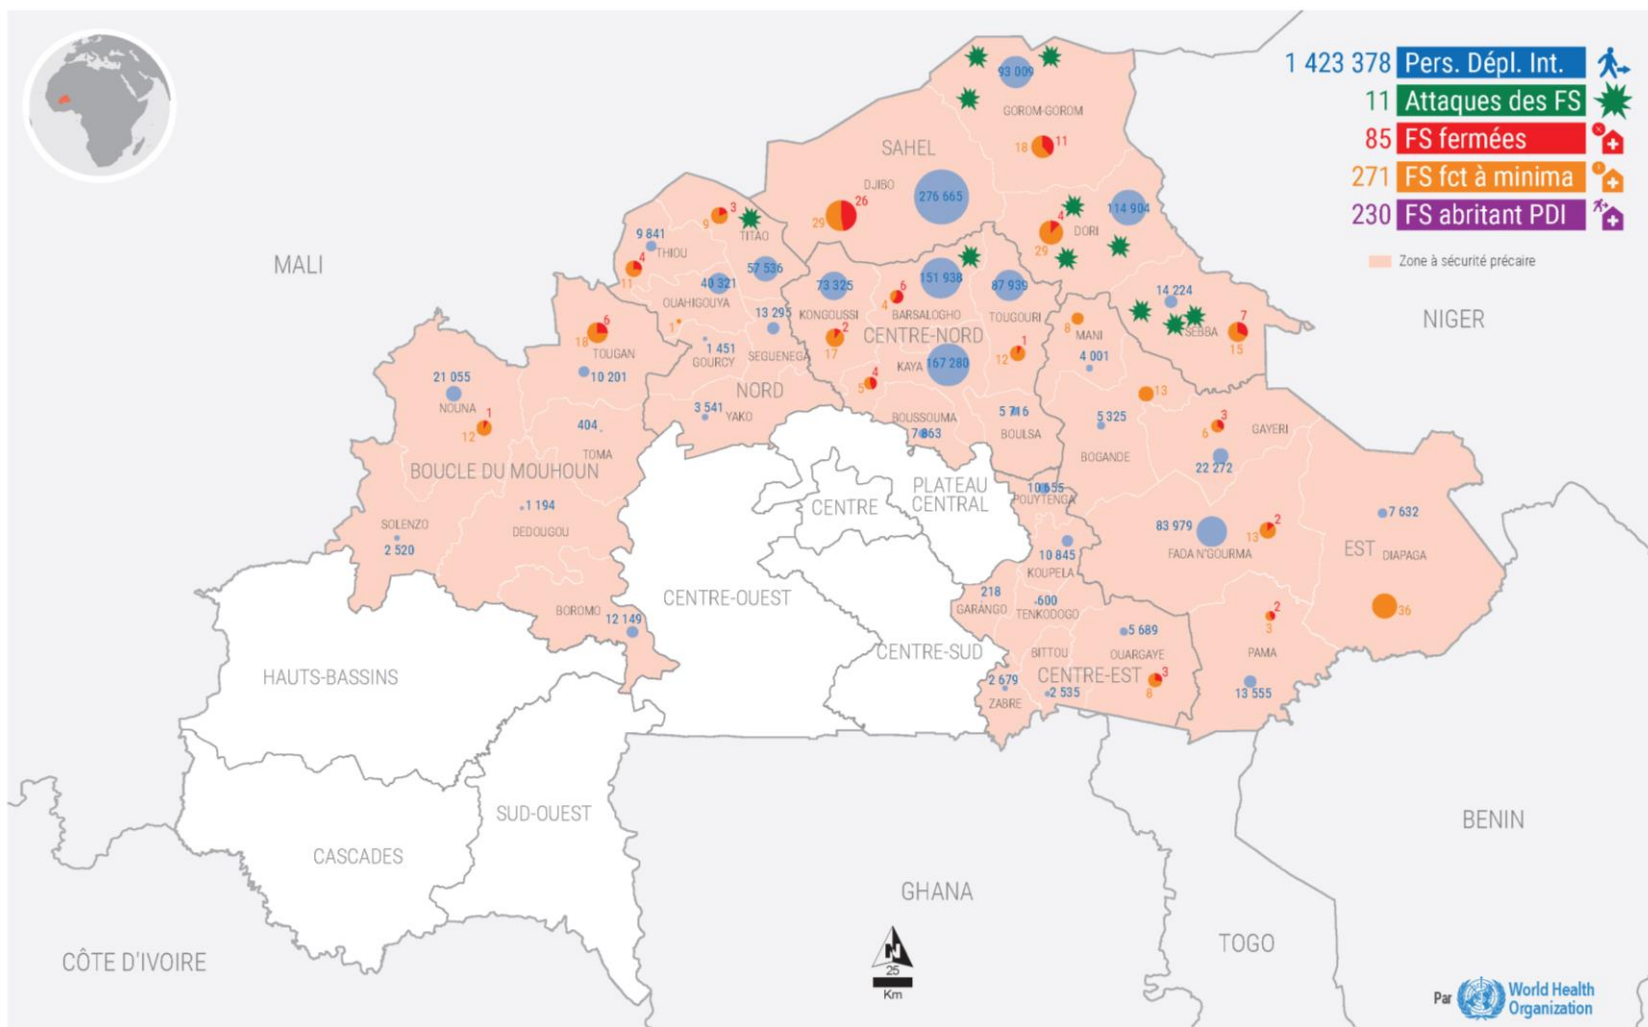 1 423 378 Pers. Dépl. Int.
11 Attaques des FS
85 FS fermées
271 FS fct à minima
230 FS abritant PDI
Zone à sécurité précaire
MALI
NIGER
BENIN
TOGO
GHANA
CÔTE D'IVOIRE
SAHEL
93 009
GOROM-GOROM
18
11
DJIBO
276 665
26
29
114 904
4
DORI
29
14 224
SEBBA
7
15
3
9
TITAO
9 841
THIOU
4
11
57 536
40 321
OUAHIGOUYA
1
13 295
SEGUENEGA
1 451
GOURCY
NORD
3 541
YAKO
73 325
KONGOUSSI
2
17
151 938
6
4
BARSALOGHO
87 939
TOUGOURI
1
12
CENTRE-NORD
KAYA
167 280
4
5
BOUSSOUMA
7 863
5 716
BOULSA
6
18
TOUGAN
10 201
21 055
NOUNA
1
12
404
TOMA
BOUCLE DU MOUHOUN
1 194
DEDOUGOU
SOLENZO
2 520
BOROMO
12 149
8
MANI
4 001
13
5 325
BOGANDE
3
6
GAYERI
22 272
83 979
FADA N'GOURMA
2
13
EST
7 632
DIAPAGA
36
2
3
PAMA
13 555
10 655
POUYTENGA
10 845
KOUPELA
218
GARANGO
600
TENKODOGO
BITTOU
5 689
OUARGAYE
CENTRE-EST
3
8
2 679
ZABRE
2 535
PLATEAU
CENTRAL
CENTRE
CENTRE-OUEST
CENTRE-SUD
HAUTS-BASSINS
SUD-OUEST
CASCADES
N
25
Km
Par
World Health
Organization